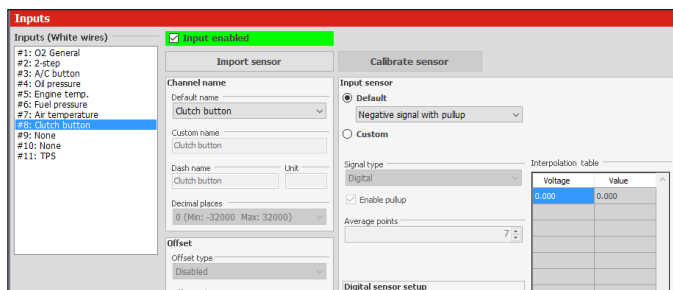 Inputs
Inputs (White wires)
#1: O2 General
#2: 2-step
#3: A/C button
#4: Oil pressure
#5: Engine temp.
#6: Fuel pressure
#7: Air temperature
#8: Clutch button
#9: None
#10: None
#11: TPS
Input enabled
Import sensor
Calibrate sensor
Channel name
Default name
Clutch button
Custom name
Clutch button
Dash name
Unit
Clutch button
Decimal places
0 (Min: -32000 Max: 32000)
Offset
Offset type
Disabled
Input sensor
Default
Negative signal with pullup
Custom
Signal type
Digital
Enable pullup
Average points
7
Digital sensor setup
Interpolation table
Voltage Value
0.000 0.000